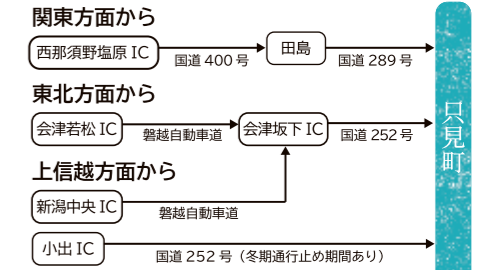 関東方面から
西那須野塩原 IC
国道 400 号
田島
国道 289 号
東北方面から
会津若松 IC
磐越自動車道
会津坂下 IC
国道 252 号
上信越方面から
新潟中央 IC
磐越自動車道
小出 IC
国道 252 号（冬期通行止め期間あり）
只見町